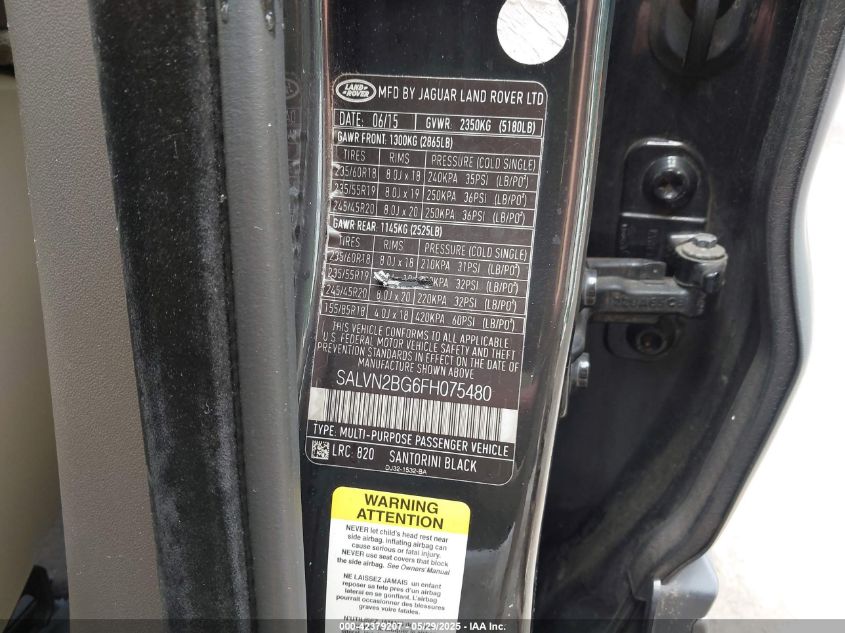 LAND ROVER MFD BY JAGUAR LAND ROVER LTD
DATE: 06/15 GVWR: 2350KG (5180LB)
GAWR FRONT: 1300KG (2865LB)
TIRES RIMS PRESSURE (COLD SINGLE)
235/60R18 8.0J x 18 240KPA 35PSI (LB/PO²)
235/55R19 8.0J x 19 250KPA 36PSI (LB/PO²)
245/45R20 8.0J x 20 250KPA 36PSI (LB/PO²)
GAWR REAR: 1145KG (2525LB)
TIRES RIMS PRESSURE (COLD SINGLE)
235/60R18 8.0J x 18 210KPA 31PSI (LB/PO²)
235/55R19 KPA 32PSI (LB/PO²)
245/45R20 8.0J x 20 220KPA 32PSI (LB/PO²)
155/85R18 4.0J x 18 420KPA 60PSI (LB/PO²)
THIS VEHICLE CONFORMS TO ALL APPLICABLE
U.S. FEDERAL MOTOR VEHICLE SAFETY AND THEFT
PREVENTION STANDARDS IN EFFECT ON THE DATE OF
MANUFACTURE SHOWN ABOVE
SALVN2BG6FH075480
TYPE: MULTI-PURPOSE PASSENGER VEHICLE
LRC: 820 SANTORINI BLACK
DJ32-1532-BA
WARNING
ATTENTION
NEVER let child's head rest near
side airbag. Inflating airbag can
cause serious or fatal injury.
NEVER use seat covers that block
the side airbag. See Owners Manual
NE LAISSEZ JAMAIS un enfant
reposer sa tete pres d'un airbag
lateral. L'airbag
pourrait occasionner des blessures
graves voire fatales.
42379207 - 05/29/2025 - IAA Inc.